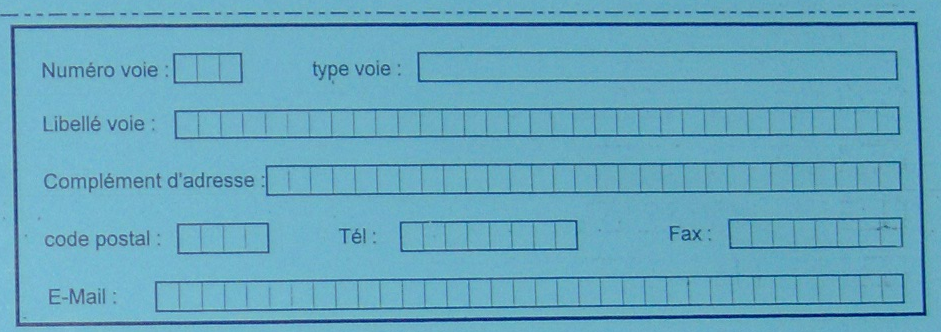 Numéro voie : type voie :
Libellé voie :
Complément d'adresse :
code postal : Tél : Fax :
E-Mail :